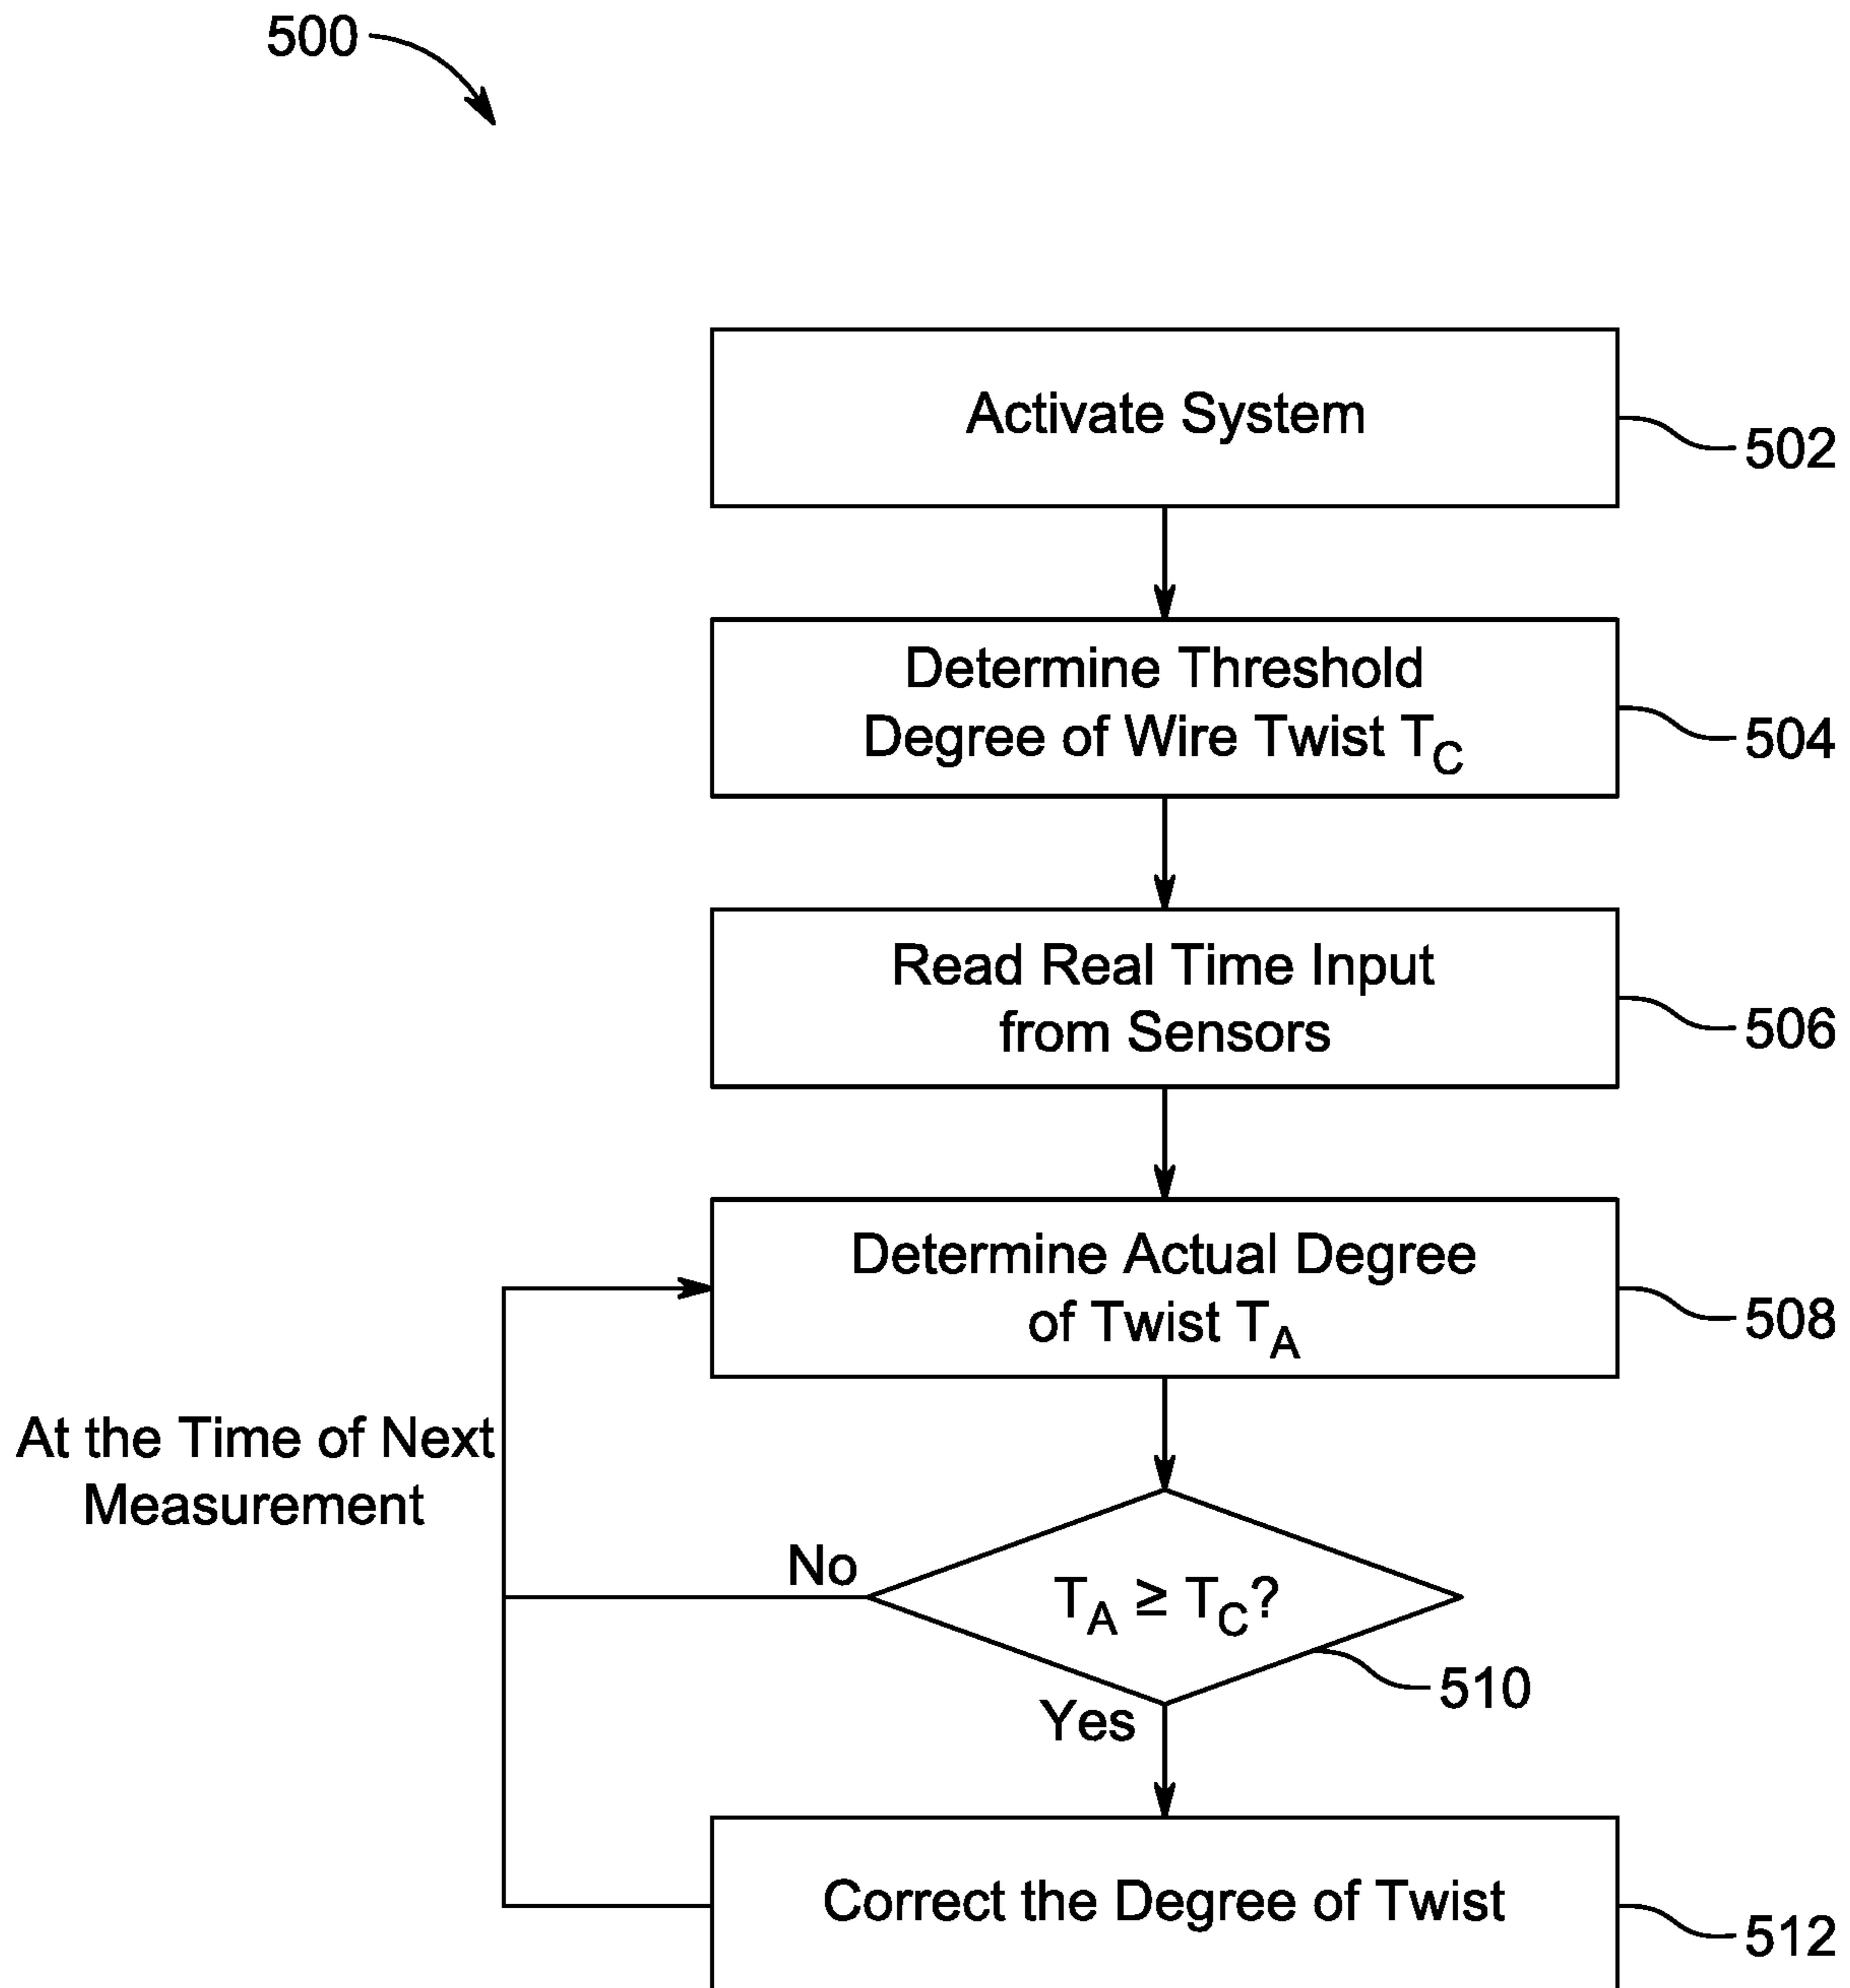 500
Activate System
502
Determine Threshold
Degree of Wire Twist T_C
504
Read Real Time Input
from Sensors
506
Determine Actual Degree
of Twist T_A
508
At the Time of Next
Measurement
No
T_A ≥ T_C?
510
Yes
Correct the Degree of Twist
512